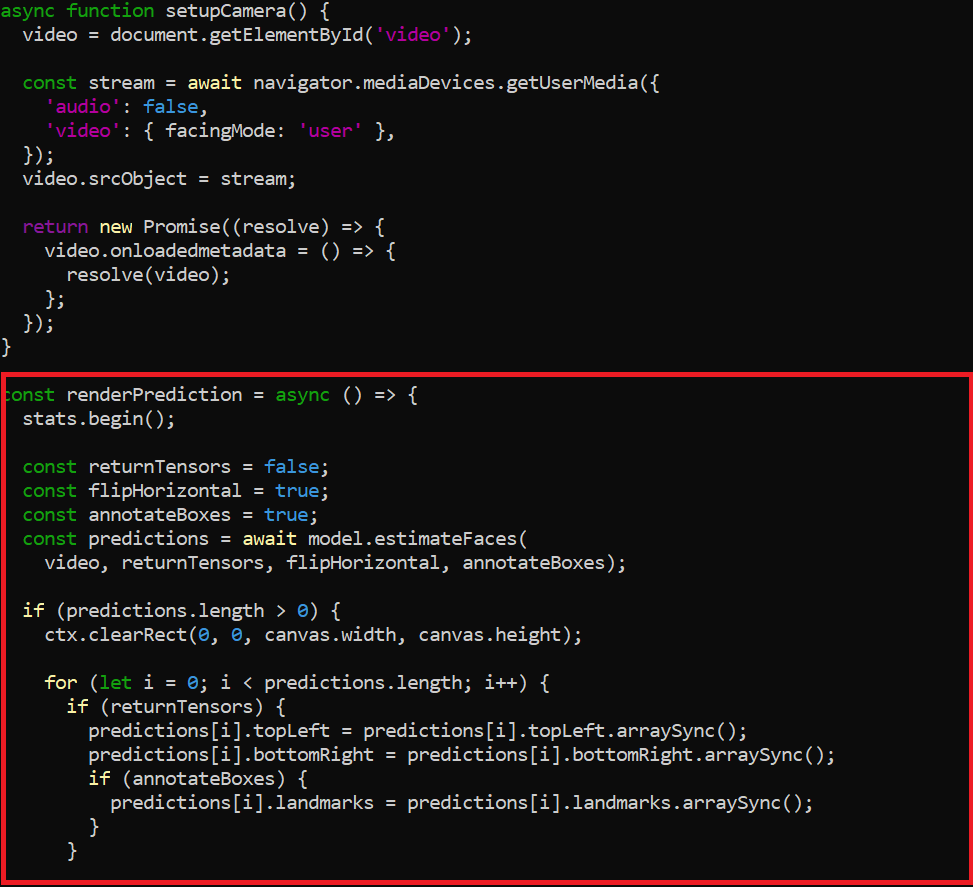 async function setupCamera() {
  video = document.getElementById('video');

  const stream = await navigator.mediaDevices.getUserMedia({
    'audio': false,
    'video': { facingMode: 'user' },
  });
  video.srcObject = stream;

  return new Promise((resolve) => {
    video.onloadedmetadata = () => {
      resolve(video);
    };
  });
}

const renderPrediction = async () => {
  stats.begin();

  const returnTensors = false;
  const flipHorizontal = true;
  const annotateBoxes = true;
  const predictions = await model.estimateFaces(
    video, returnTensors, flipHorizontal, annotateBoxes);

  if (predictions.length > 0) {
    ctx.clearRect(0, 0, canvas.width, canvas.height);

    for (let i = 0; i < predictions.length; i++) {
      if (returnTensors) {
        predictions[i].topLeft = predictions[i].topLeft.arraySync();
        predictions[i].bottomRight = predictions[i].bottomRight.arraySync();
        if (annotateBoxes) {
          predictions[i].landmarks = predictions[i].landmarks.arraySync();
        }
      }